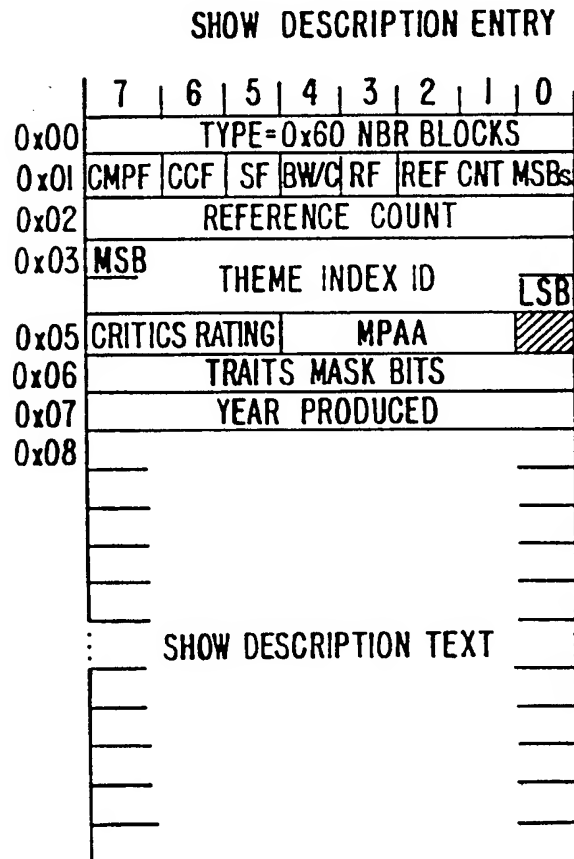 SHOW DESCRIPTION ENTRY
7 6 5 4 3 2 1 0
0x00 TYPE=0x60 NBR BLOCKS
0x01 CMPF CCF SF BW/C RF REF CNT MSBs
0x02 REFERENCE COUNT
0x03 MSB
THEME INDEX ID
LSB
0x05 CRITICS RATING MPAA
0x06 TRAITS MASK BITS
0x07 YEAR PRODUCED
0x08
SHOW DESCRIPTION TEXT